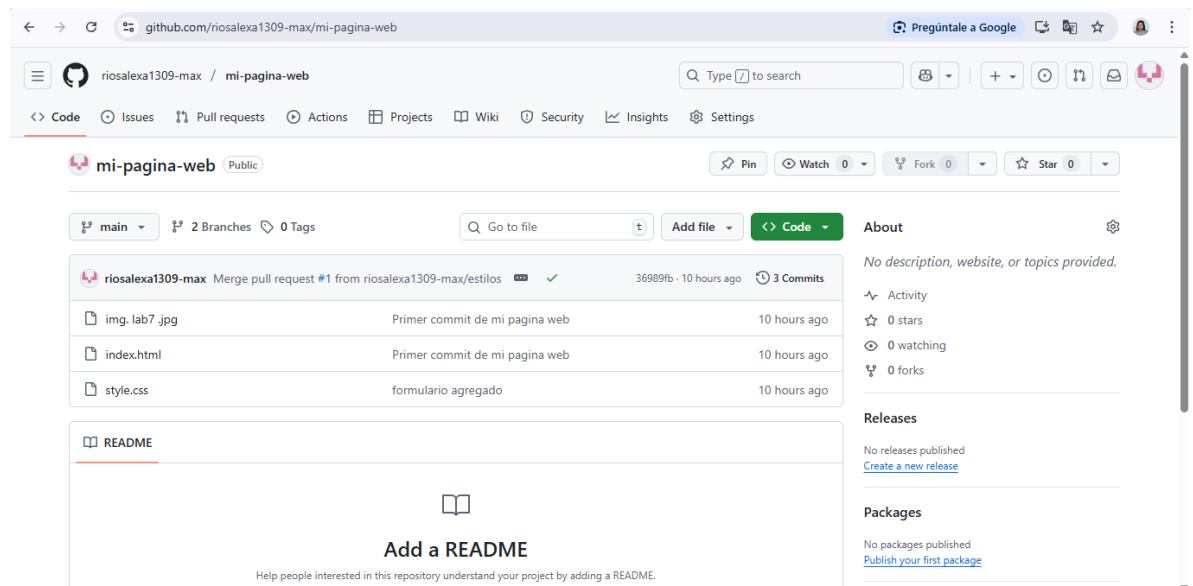 github.com/riosalexa1309-max/mi-pagina-web
Pregúntale a Google
riosalexa1309-max / mi-pagina-web
Type / to search
Code
Issues
Pull requests
Actions
Projects
Wiki
Security
Insights
Settings
mi-pagina-web Public
Pin
Watch 0
Fork 0
Star 0
main
2 Branches
0 Tags
Go to file t
Add file
Code
riosalexa1309-max Merge pull request #1 from riosalexa1309-max/estilos
36989fb · 10 hours ago
3 Commits
img. lab7 .jpg Primer commit de mi pagina web 10 hours ago
index.html Primer commit de mi pagina web 10 hours ago
style.css formulario agregado 10 hours ago
README
Add a README
Help people interested in this repository understand your project by adding a README.
About
No description, website, or topics provided.
Activity
0 stars
0 watching
0 forks
Releases
No releases published
Create a new release
Packages
No packages published
Publish your first package